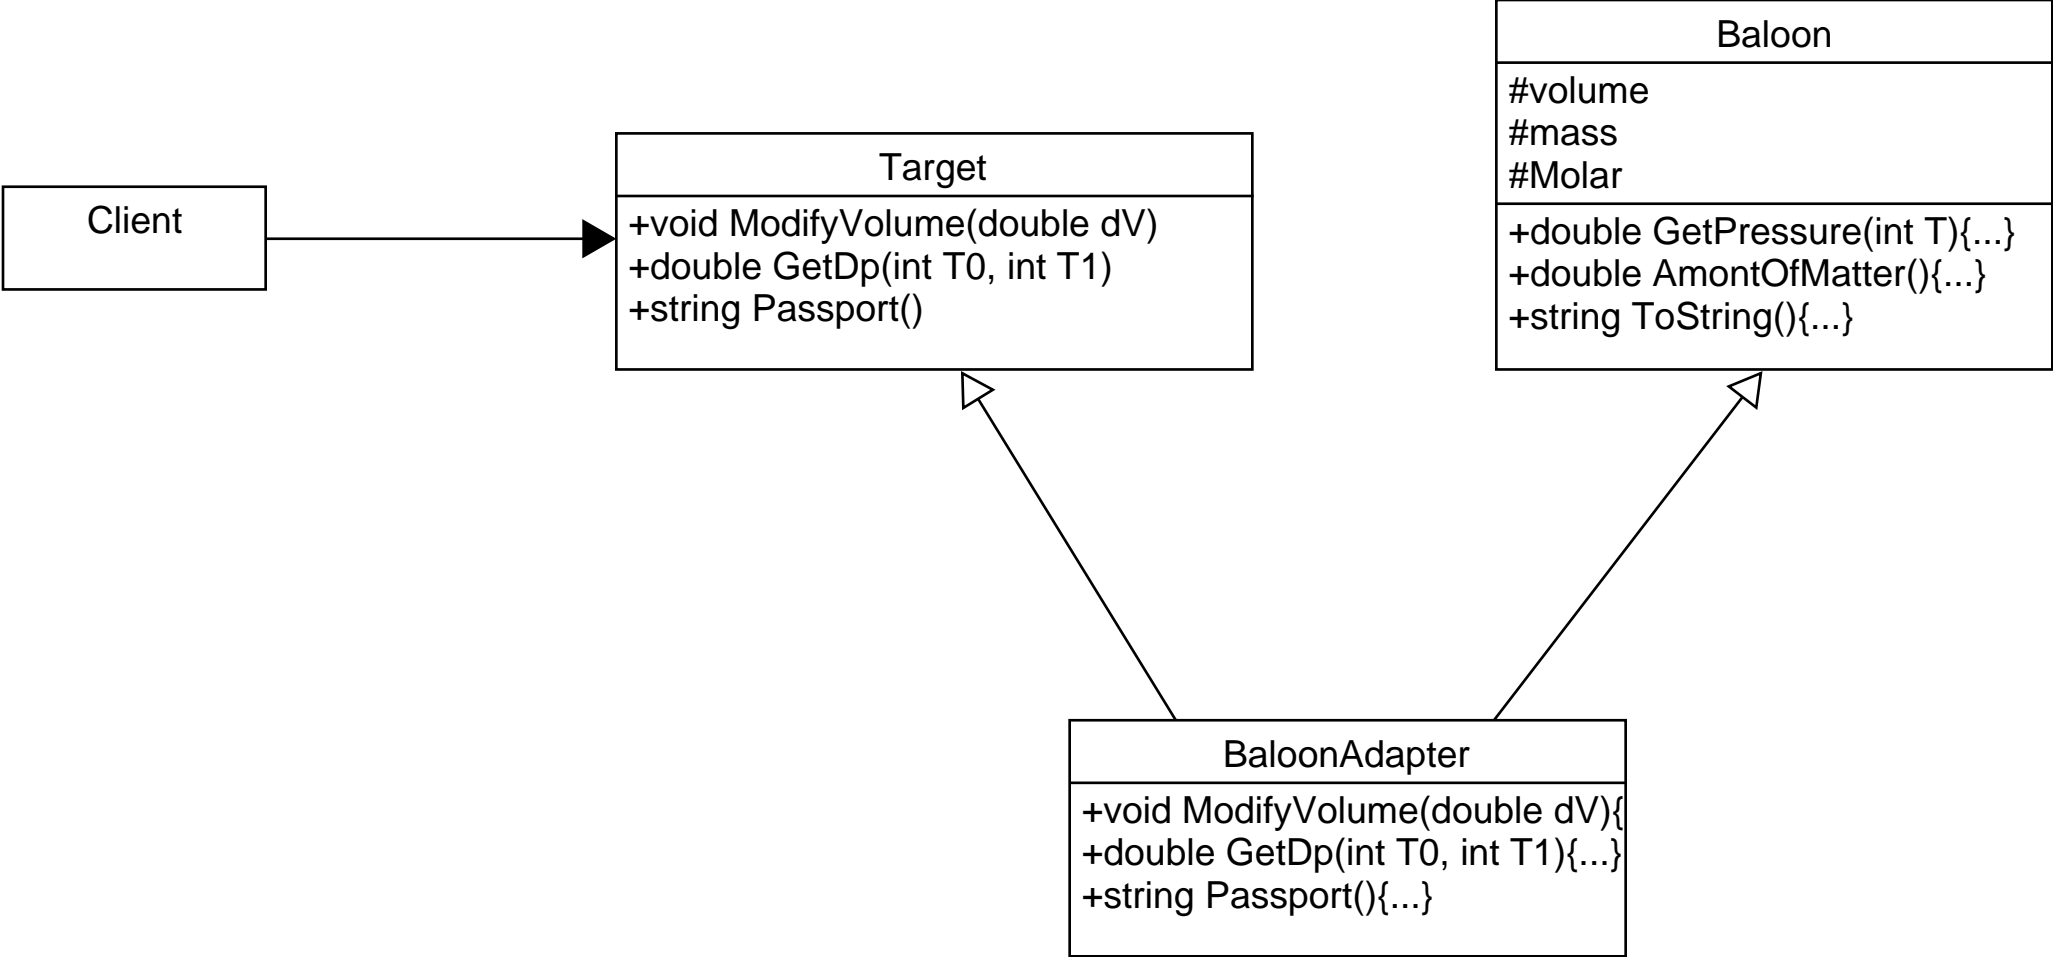 Client
Target
+void ModifyVolume(double dV)
+double GetDp(int T0, int T1)
+string Passport()
Baloon
#volume
#mass
#Molar
+double GetPressure(int T){...}
+double AmontOfMatter(){...}
+string ToString(){...}
BaloonAdapter
+void ModifyVolume(double dV){
+double GetDp(int T0, int T1){...}
+string Passport(){...}